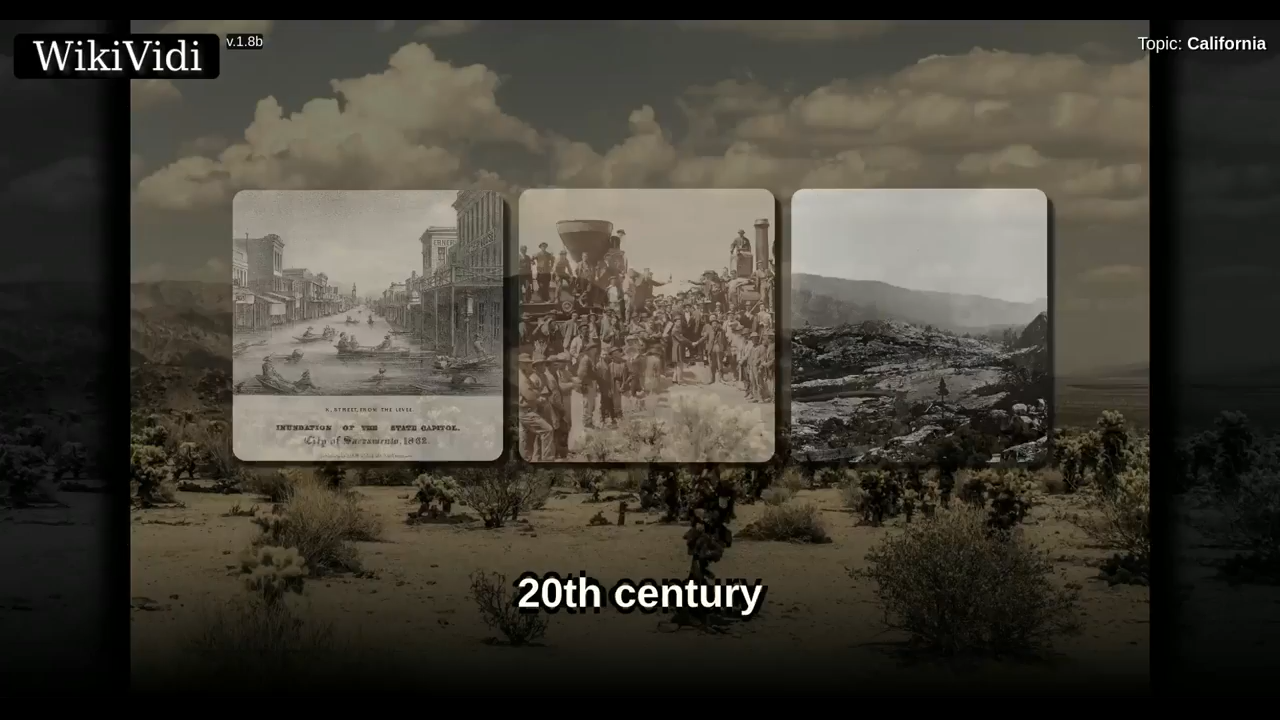 WikiVidi
v.1.8b
Topic: California
K. STREET, FROM THE LEVEE
INUNDATION OF THE STATE CAPITOL,
City of Sacramento, 1862.
20th century